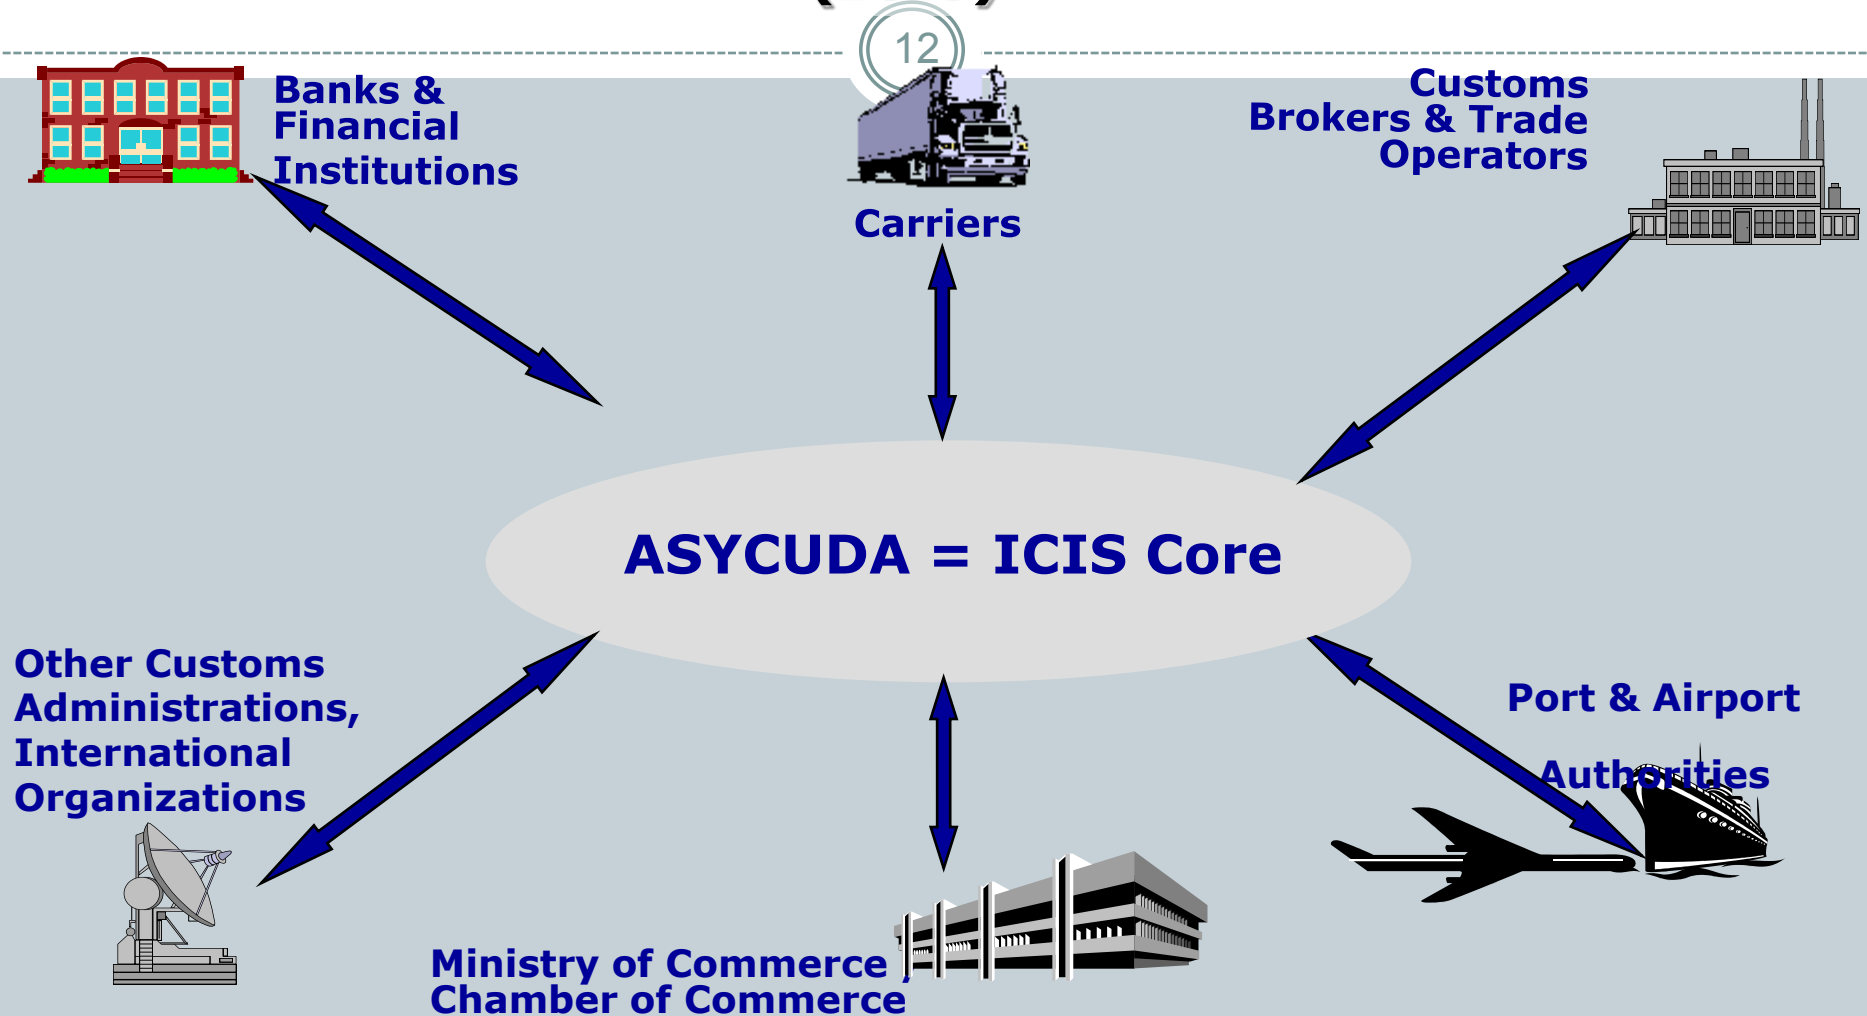 12
Banks &
Financial
Institutions
Carriers
Customs
Brokers & Trade
Operators
ASYCUDA = ICIS Core
Other Customs
Administrations,
International
Organizations
Port & Airport
Authorities
Ministry of Commerce ,
Chamber of Commerce